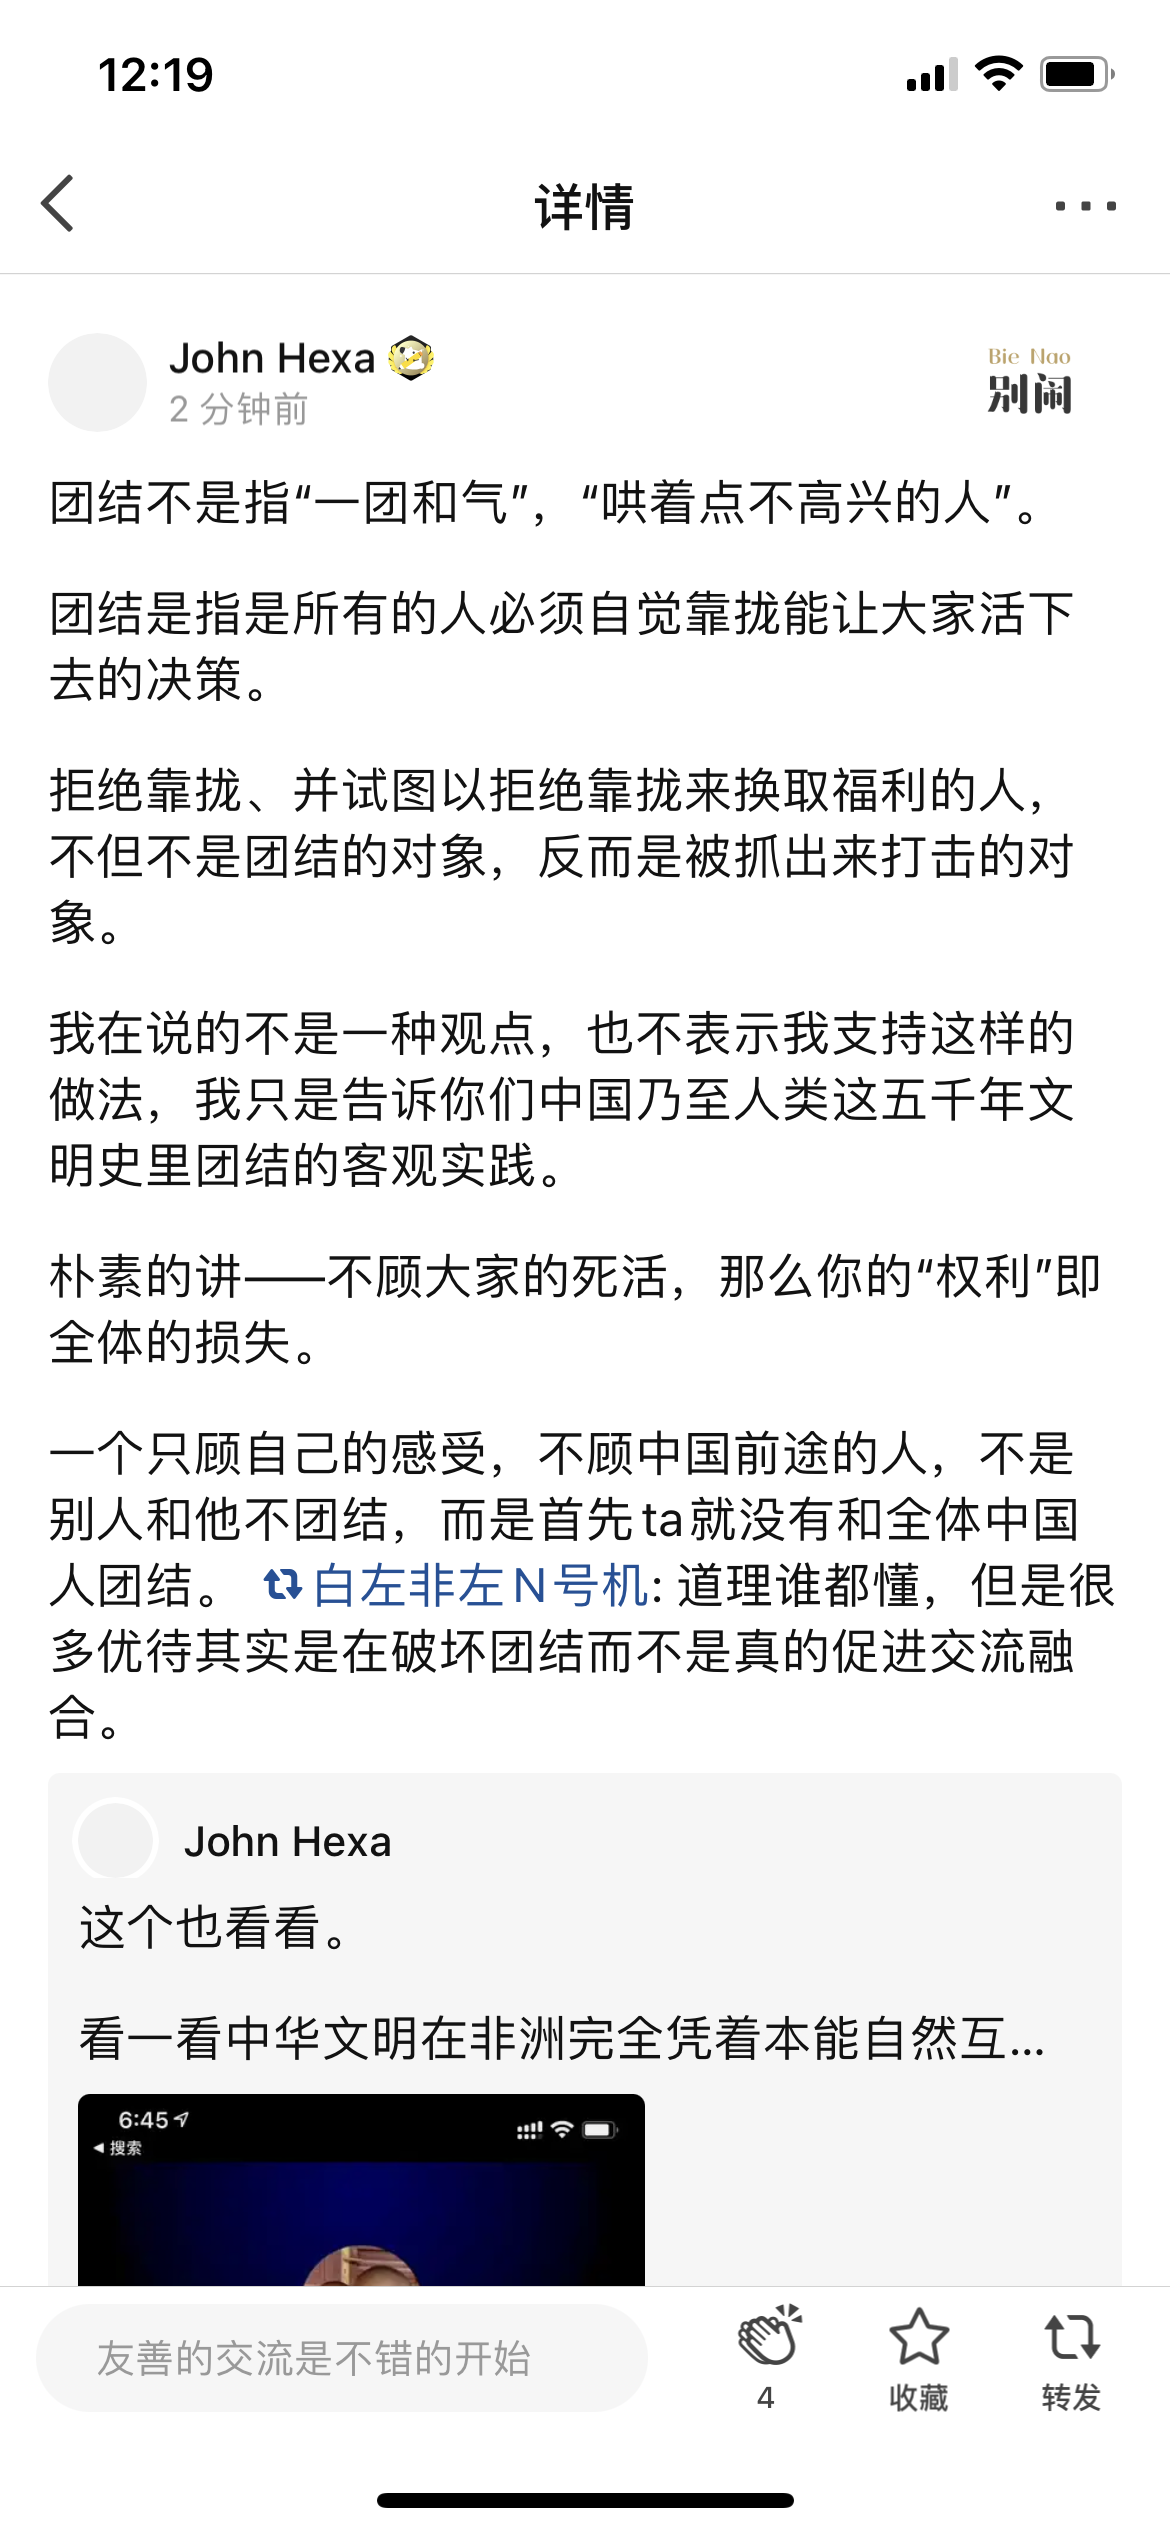 12:19
详情
John Hexa
2 分钟前
Bie Nao
别闹
团结不是指“一团和气”，“哄着点不高兴的人”。
团结是指是所有的人必须自觉靠拢能让大家活下
去的决策。
拒绝靠拢、并试图以拒绝靠拢来换取福利的人，
不但不是团结的对象，反而是被抓出来打击的对
象。
我在说的不是一种观点，也不表示我支持这样的
做法，我只是告诉你们中国乃至人类这五千年文
明史里团结的客观实践。
朴素的讲——不顾大家的死活，那么你的“权利”即
全体的损失。
一个只顾自己的感受，不顾中国前途的人，不是
别人和他不团结，而是首先ta就没有和全体中国
人团结。 白左非左N号机: 道理谁都懂，但是很
多优待其实是在破坏团结而不是真的促进交流融
合。
John Hexa
这个也看看。
看一看中华文明在非洲完全凭着本能自然互...
6:45
搜索
友善的交流是不错的开始
4
收藏
转发